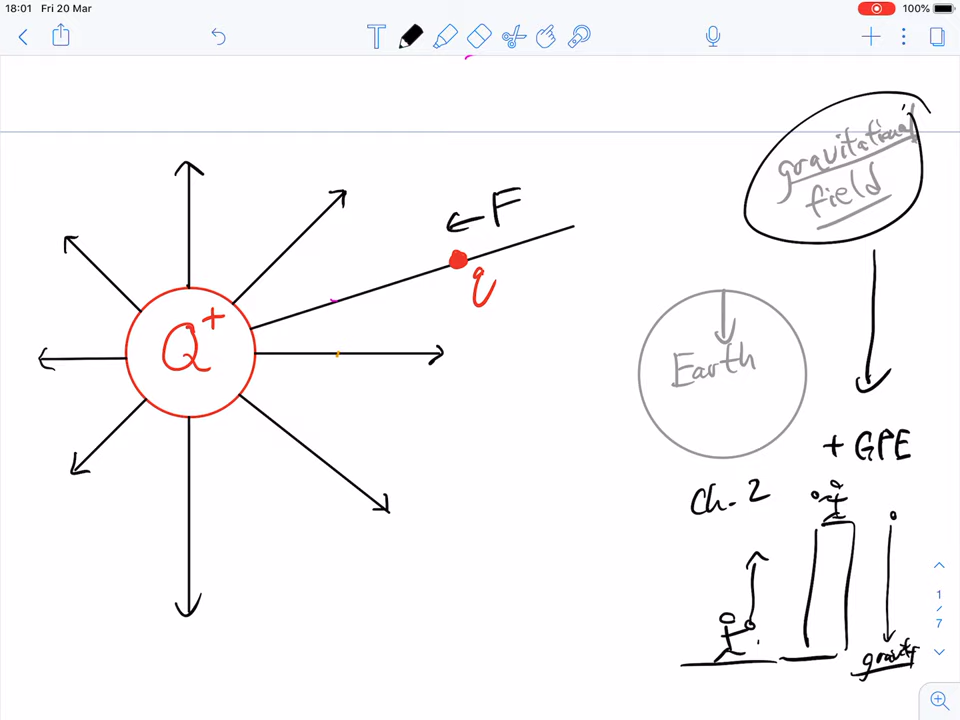 18:01 Fri 20 Mar
100%
T
gravitational
field
F
q
Q+
Earth
+ GPE
Ch. 2
gravity
1
/
7